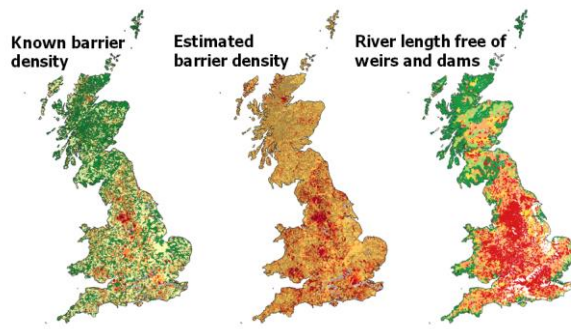 Known barrier
density
Estimated
barrier density
River length free of
weirs and dams